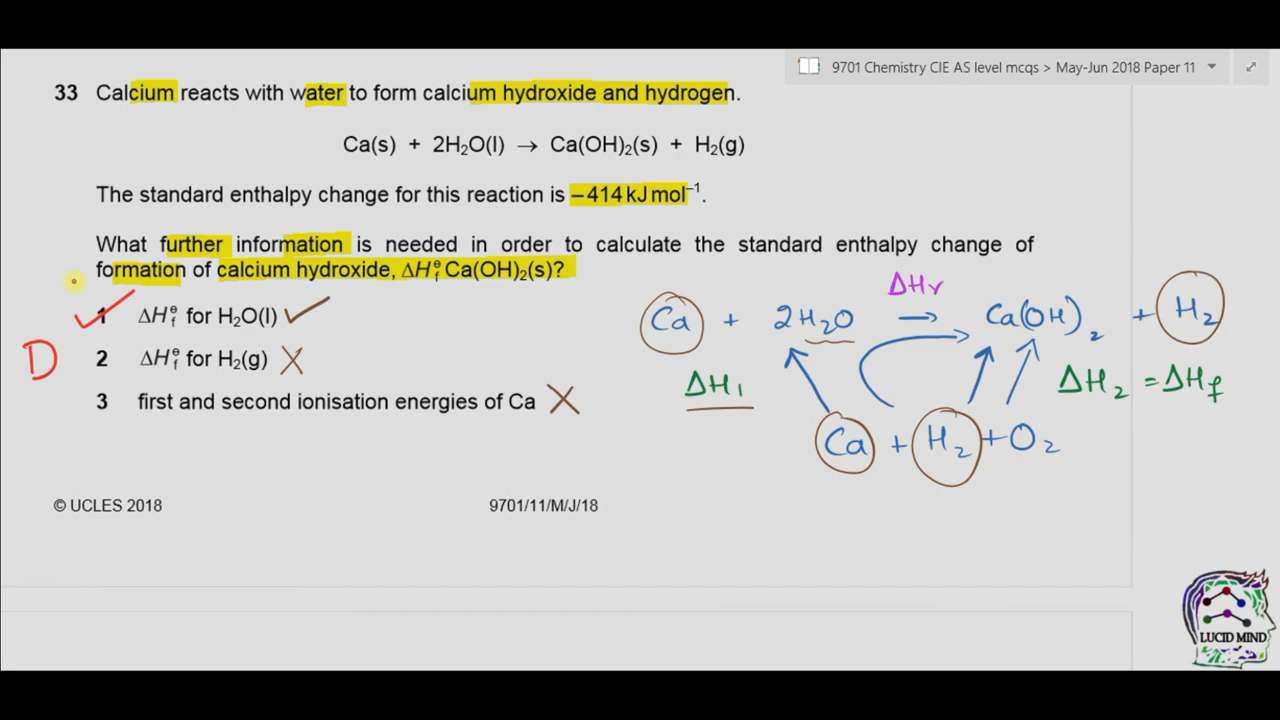 9701 Chemistry CIE AS level mcqs > May-Jun 2018 Paper 11
33 Calcium reacts with water to form calcium hydroxide and hydrogen.
Ca(s) + 2H₂O(l) → Ca(OH)₂(s) + H₂(g)
The standard enthalpy change for this reaction is –414 kJ mol⁻¹.
What further information is needed in order to calculate the standard enthalpy change of
formation of calcium hydroxide, ΔHf⊖ Ca(OH)₂(s)?
1 ΔHf⊖ for H₂O(l)
D 2 ΔHf⊖ for H₂(g)
3 first and second ionisation energies of Ca
ΔHr
Ca + 2H₂O → Ca(OH)₂ + H₂
ΔH₁ ΔH₂ = ΔHf
Ca + H₂ + O₂
© UCLES 2018 9701/11/M/J/18
LUCID MIND